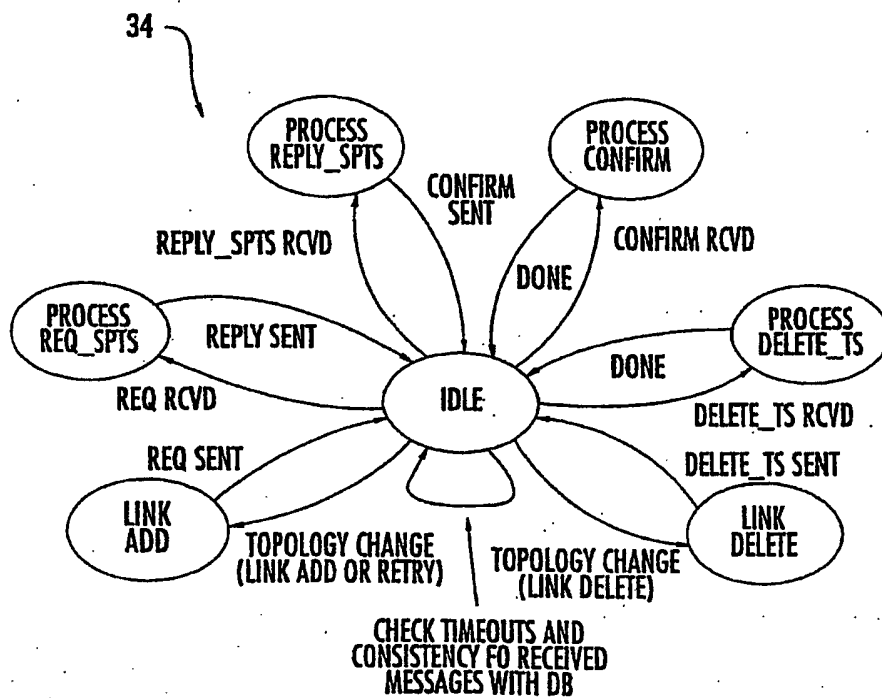 34
PROCESS
REPLY_SPTS
PROCESS
CONFIRM
CONFIRM
SENT
REPLY_SPTS RCVD
CONFIRM RCVD
DONE
PROCESS
REQ_SPTS
REPLY SENT
PROCESS
DELETE_TS
DONE
IDLE
REQ RCVD
DELETE_TS RCVD
REQ SENT
DELETE_TS SENT
LINK
ADD
LINK
DELETE
TOPOLOGY CHANGE
(LINK ADD OR RETRY)
TOPOLOGY CHANGE
(LINK DELETE)
CHECK TIMEOUTS AND
CONSISTENCY FO RECEIVED
MESSAGES WITH DB